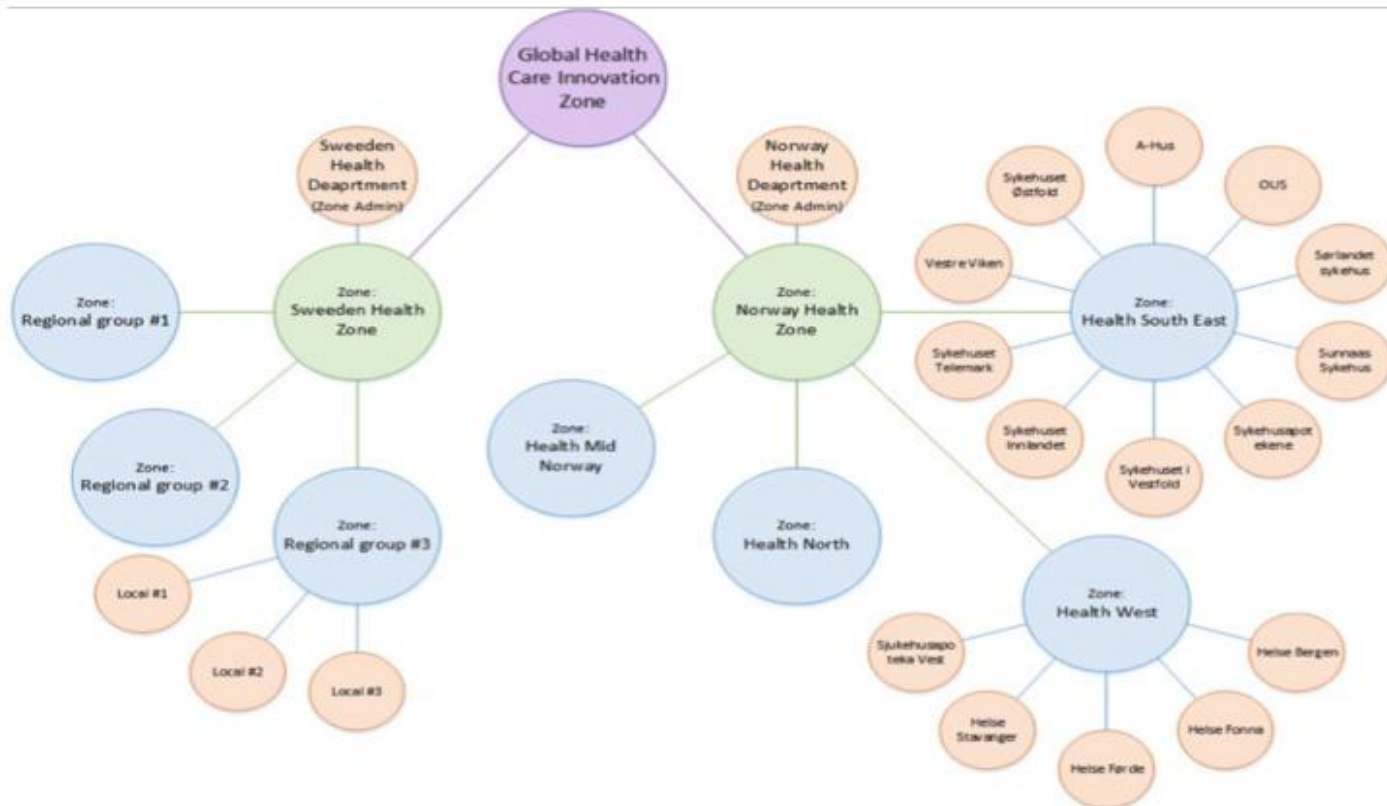 Global Health
Care Innovation
Zone
Sweeden
Health
Deaprtment
(Zone Admin)
Norway
Health
Deaprtment
(Zone Admin)
A-Hus
Sykehuset
Østfold
OUS
Vestre Viken
Sørlandet
sykehus
Zone:
Regional group #1
Zone:
Sweeden Health
Zone
Zone:
Norway Health
Zone
Zone:
Health South East
Sykehuset
Telemark
Sunnaas
Sykehus
Sykehuset
Innlandet
Sykehusapot
ekene
Sykehuset i
Vestfold
Zone:
Health Mid
Norway
Zone:
Regional group #2
Zone:
Regional group #3
Zone:
Health North
Local #1
Local #2
Local #3
Zone:
Health West
Sjukehusapo
teka Vest
Helse Bergen
Helse
Stavanger
Helse Fonna
Helse Førde